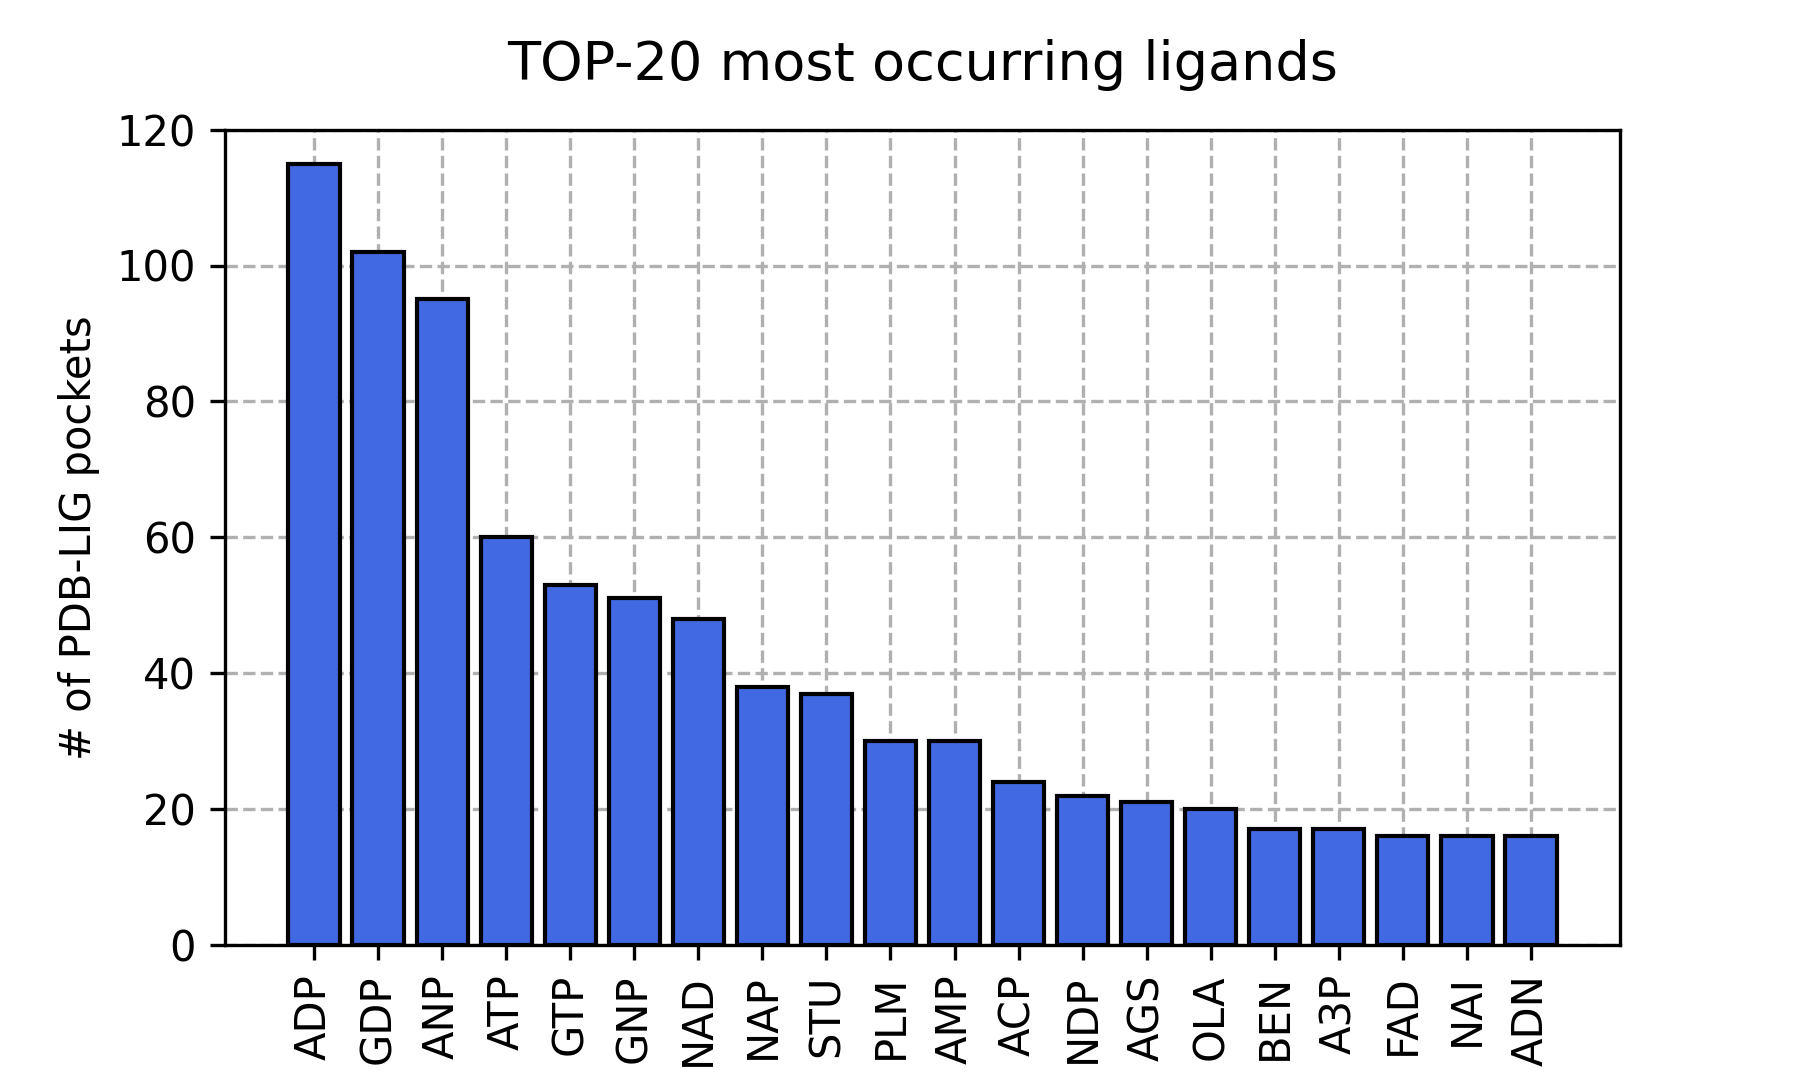 TOP-20 most occurring ligands
# of PDB-LIG pockets
120
100
80
60
40
20
0
ADP
GDP
ANP
ATP
GTP
GNP
NAD
NAP
STU
PLM
AMP
ACP
NDP
AGS
OLA
BEN
A3P
FAD
NAI
ADN